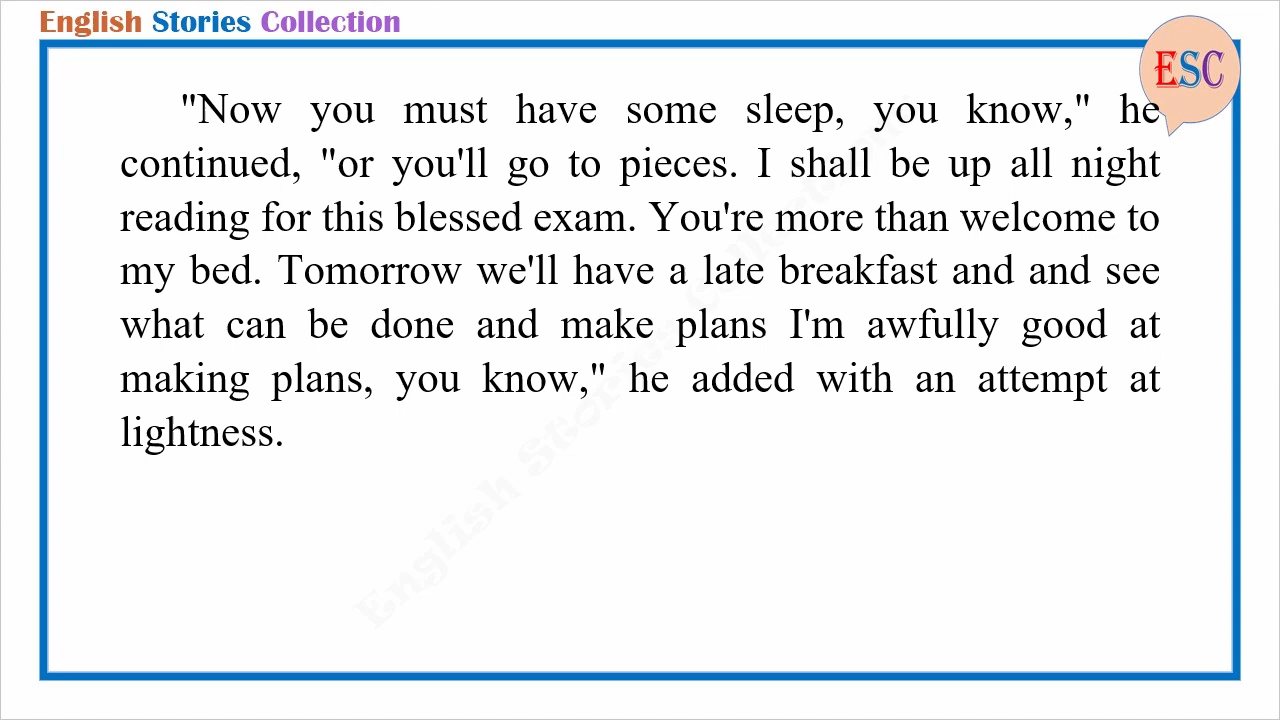 English Stories Collection
ESC
"Now you must have some sleep, you know," he
continued, "or you'll go to pieces. I shall be up all night
reading for this blessed exam. You're more than welcome to
my bed. Tomorrow we'll have a late breakfast and and see
what can be done and make plans I'm awfully good at
making plans, you know," he added with an attempt at
lightness.
English Stories Collection